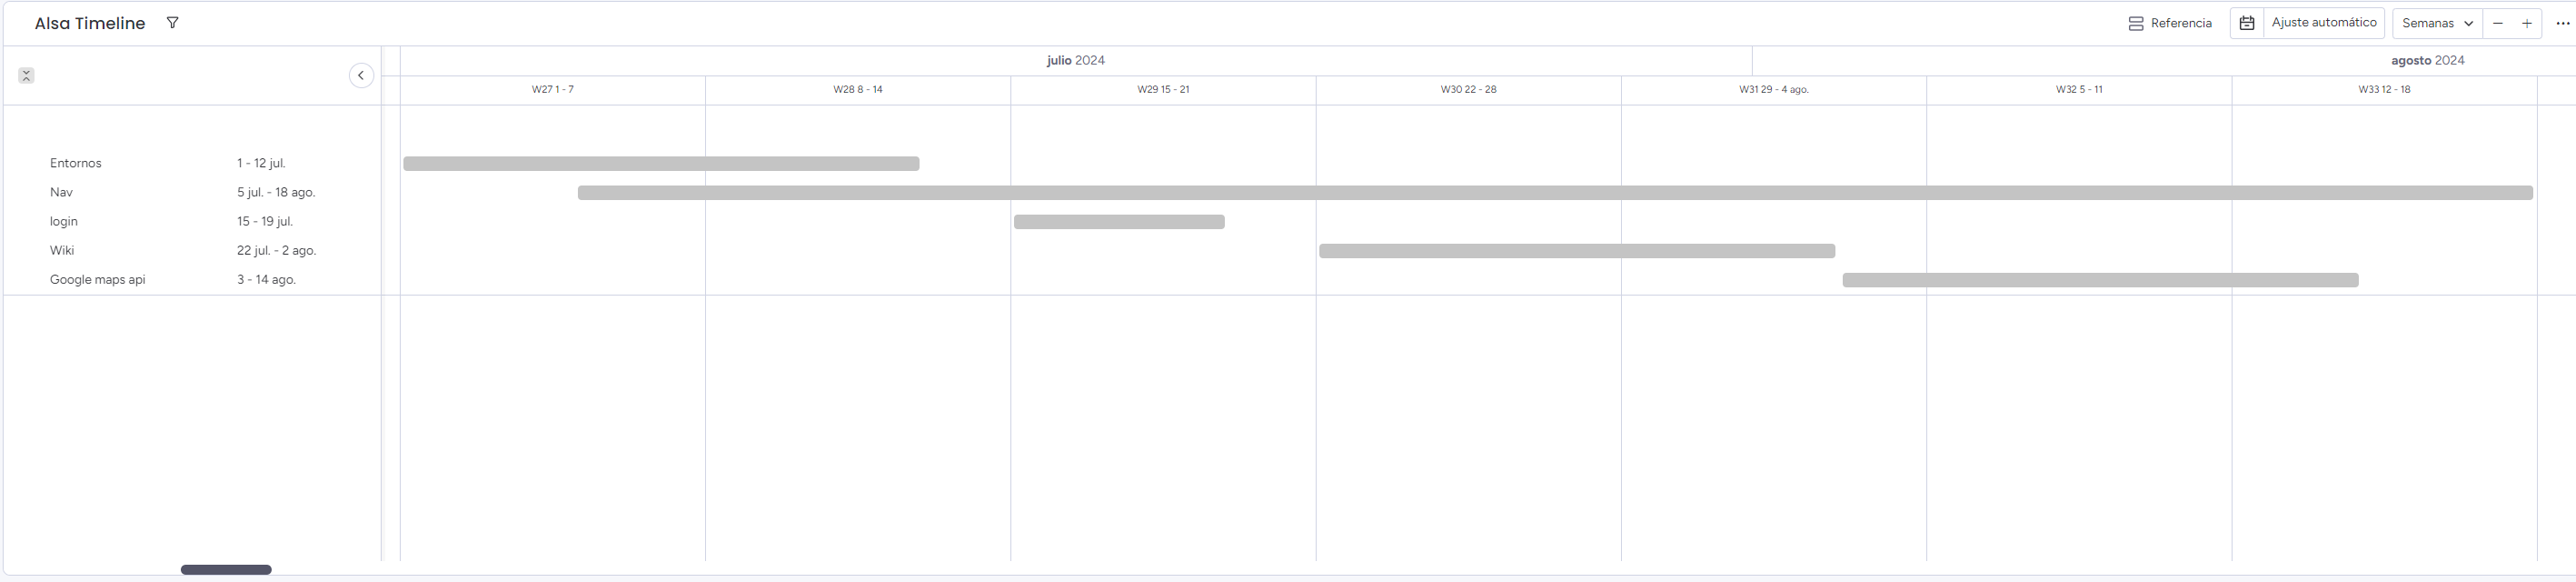 Alsa Timeline
Referencia
Ajuste automático
Semanas
julio 2024
agosto 2024
W27 1 - 7
W28 8 - 14
W29 15 - 21
W30 22 - 28
W31 29 - 4 ago.
W32 5 - 11
W33 12 - 18
Entornos 1 - 12 jul.
Nav 5 jul. - 18 ago.
login 15 - 19 jul.
Wiki 22 jul. - 2 ago.
Google maps api 3 - 14 ago.